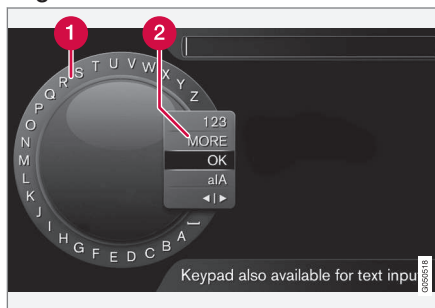 1
2
A B C D E F G H I J K L M N O P Q R S T U V W X Y Z
123
MORE
OK
a|A
◄|►
Keypad also available for text input
G050518